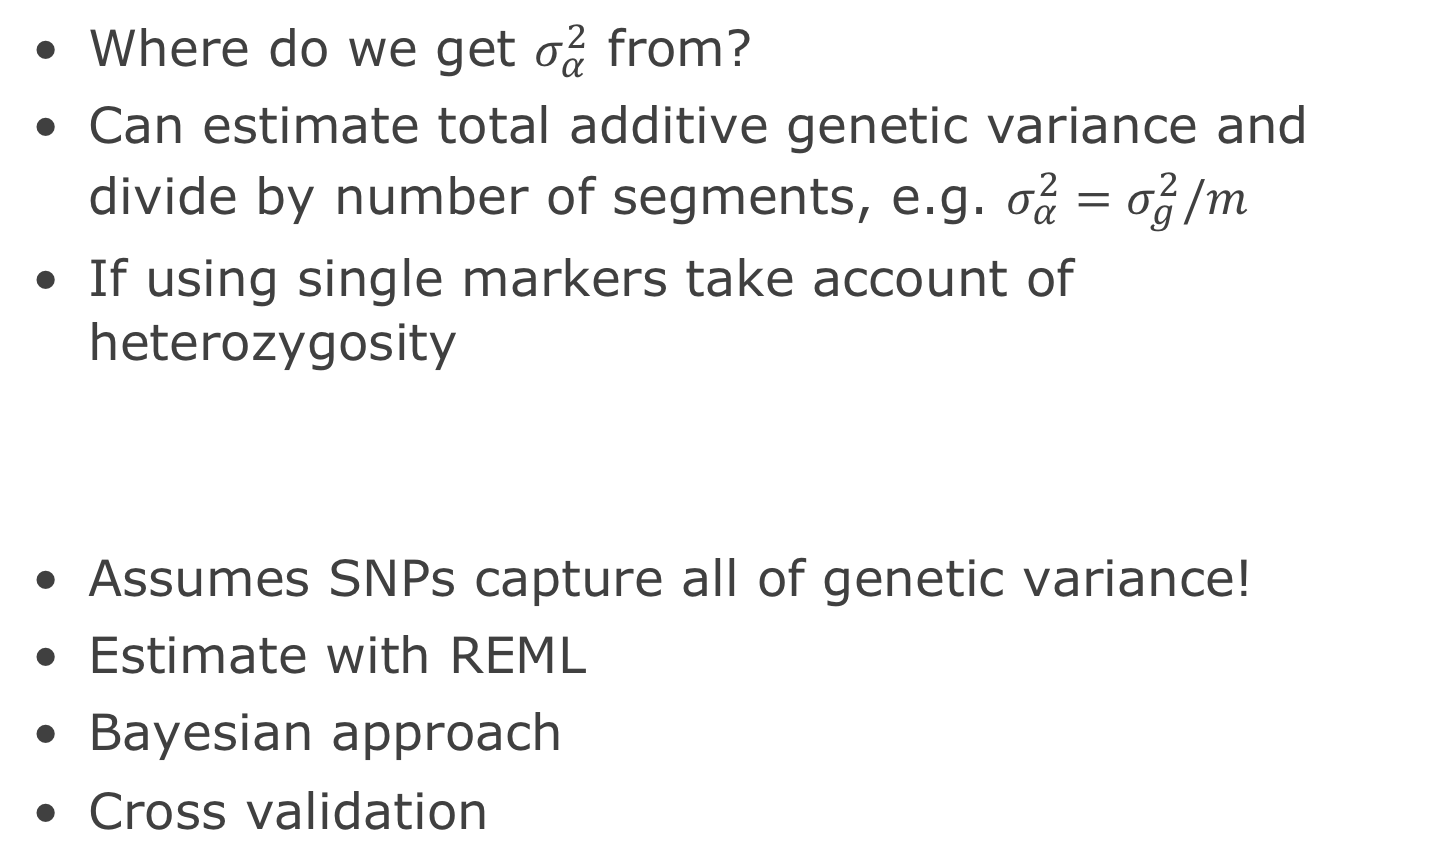 • Where do we get σ²_α from?
• Can estimate total additive genetic variance and
divide by number of segments, e.g. σ²_α = σ²_g/m
• If using single markers take account of
heterozygosity
• Assumes SNPs capture all of genetic variance!
• Estimate with REML
• Bayesian approach
• Cross validation